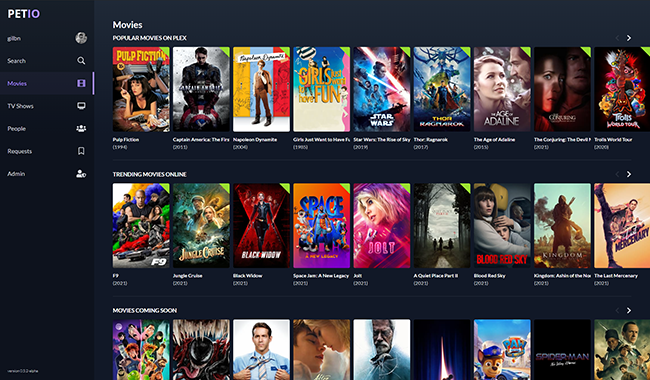 PETIO
gilbn
Search
Movies
TV Shows
People
Requests
Admin
version 0.5.2-alpha
Movies
POPULAR MOVIES ON PLEX
PULP FICTION
CAPTAIN AMERICA
Napoleon Dynamite
GIRLS JUST WANT TO HAVE FUN
STAR WARS
THOR RAGNAROK
THE AGE OF ADALINE
THE CONJURING
Trolls WORLD TOUR
Pulp Fiction
(1994)
Captain America: The Firs
(2011)
Napoleon Dynamite
(2004)
Girls Just Want to Have Fu
(1985)
Star Wars: The Rise of Sky
(2019)
Thor: Ragnarok
(2017)
The Age of Adaline
(2015)
The Conjuring: The Devil M
(2021)
Trolls World Tour
(2020)
TRENDING MOVIES ONLINE
F9
JUNGLE CRUISE
BLACK WIDOW
SPACE JAM
A NEW LEGACY
JOLT
BLOOD RED SKY
KINGDOM
F9
(2021)
Jungle Cruise
(2021)
Black Widow
(2021)
Space Jam: A New Legacy
(2021)
Jolt
(2021)
A Quiet Place Part II
(2021)
Blood Red Sky
(2021)
Kingdom: Ashin of the Nor
(2021)
The Last Mercenary
(2021)
MOVIES COMING SOON
SPIDER-MAN